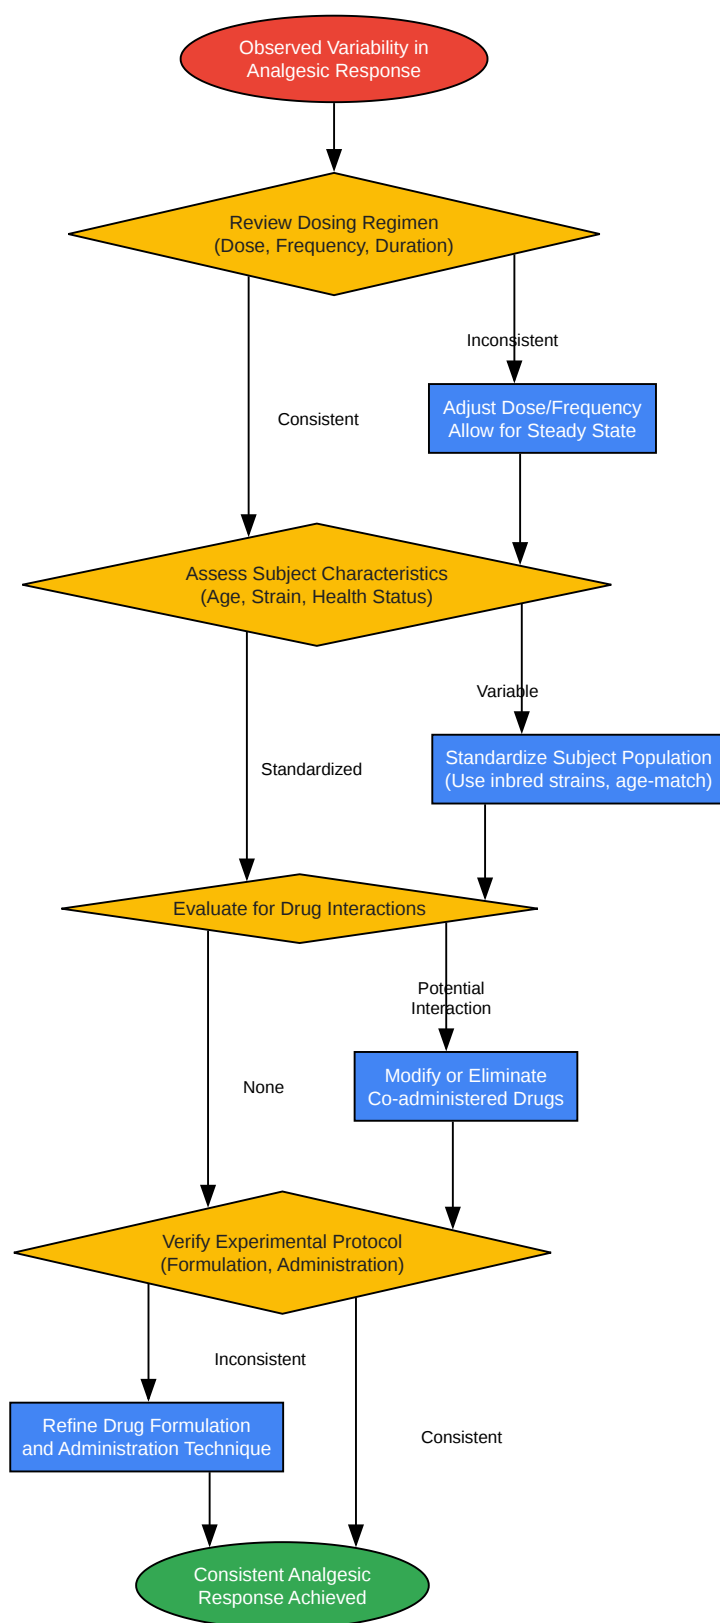 Observed Variability in
Analgesic Response
Review Dosing Regimen
(Dose, Frequency, Duration)
Inconsistent
Adjust Dose/Frequency
Allow for Steady State
Consistent
Assess Subject Characteristics
(Age, Strain, Health Status)
Variable
Standardize Subject Population
(Use inbred strains, age-match)
Standardized
Evaluate for Drug Interactions
Potential
Interaction
Modify or Eliminate
Co-administered Drugs
None
Verify Experimental Protocol
(Formulation, Administration)
Inconsistent
Refine Drug Formulation
and Administration Technique
Consistent
Consistent Analgesic
Response Achieved